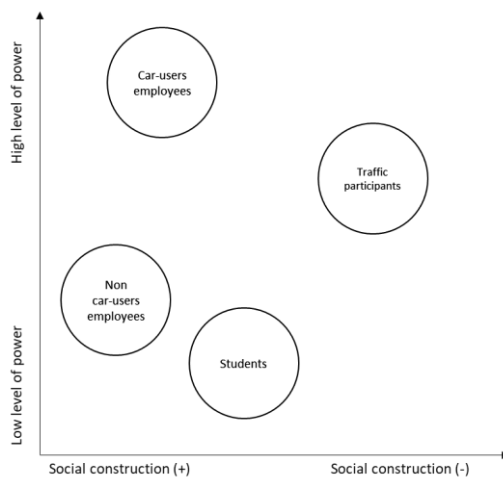 High level of power
Car-users
employees
Traffic
participants
Non
car-users
employees
Students
Low level of power
Social construction (+)
Social construction (-)